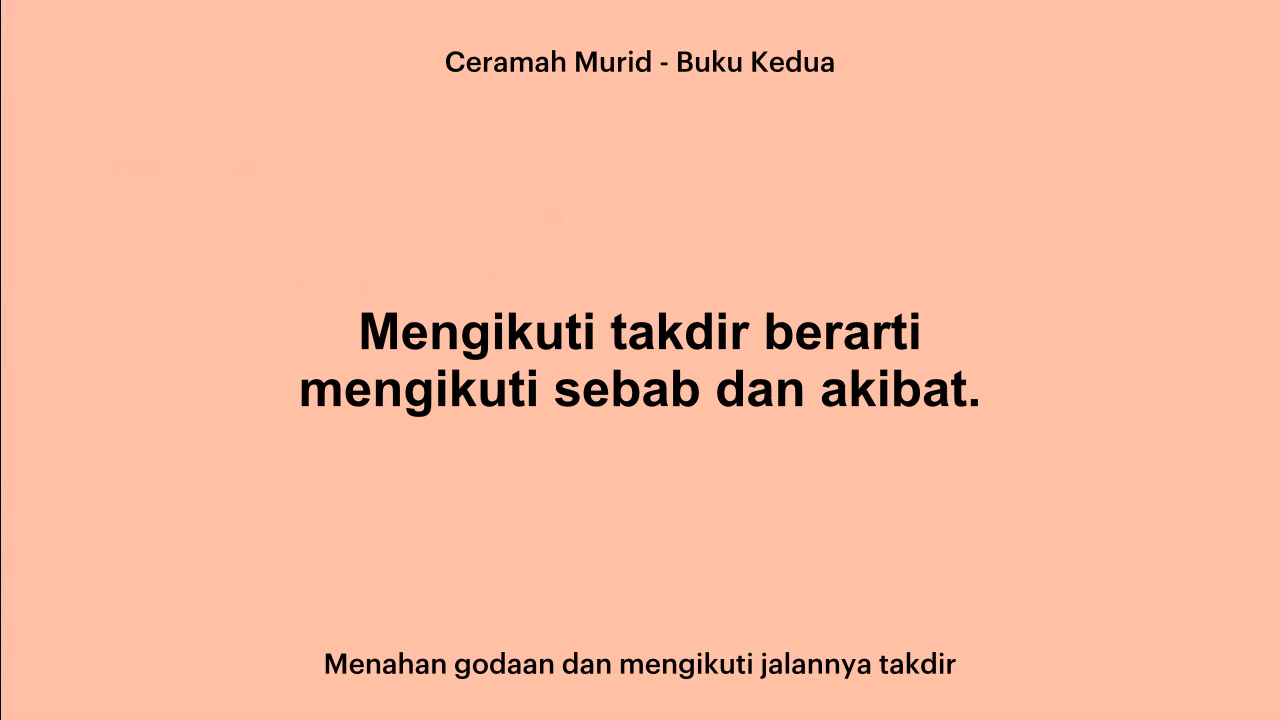 Ceramah Murid - Buku Kedua
Mengikuti takdir berarti
mengikuti sebab dan akibat.
Menahan godaan dan mengikuti jalannya takdir